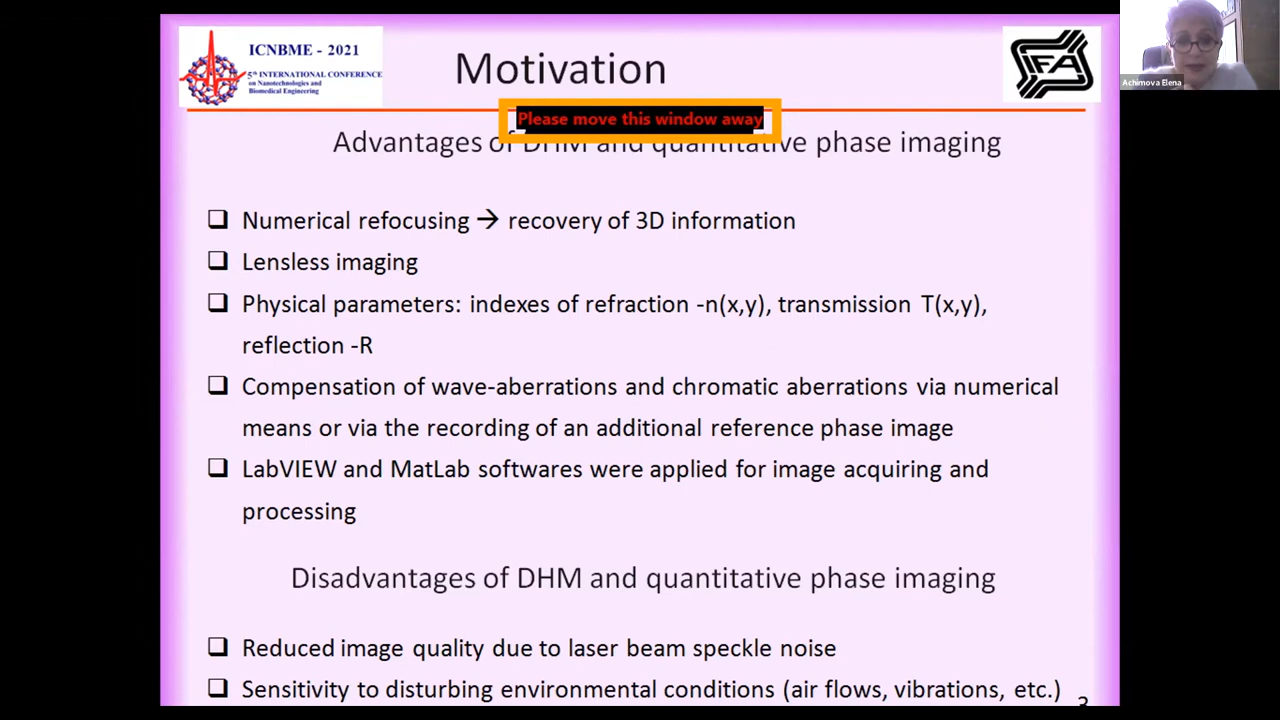 ICNBME - 2021
5th INTERNATIONAL CONFERENCE
on Nanotechnologies and
Biomedical Engineering
Motivation
IFA
Achimova Elena
Please move this window away
Advantages of DHM and quantitative phase imaging
❑ Numerical refocusing → recovery of 3D information
❑ Lensless imaging
❑ Physical parameters: indexes of refraction -n(x,y), transmission T(x,y),
reflection -R
❑ Compensation of wave-aberrations and chromatic aberrations via numerical
means or via the recording of an additional reference phase image
❑ LabVIEW and MatLab softwares were applied for image acquiring and
processing
Disadvantages of DHM and quantitative phase imaging
❑ Reduced image quality due to laser beam speckle noise
❑ Sensitivity to disturbing environmental conditions (air flows, vibrations, etc.)
3